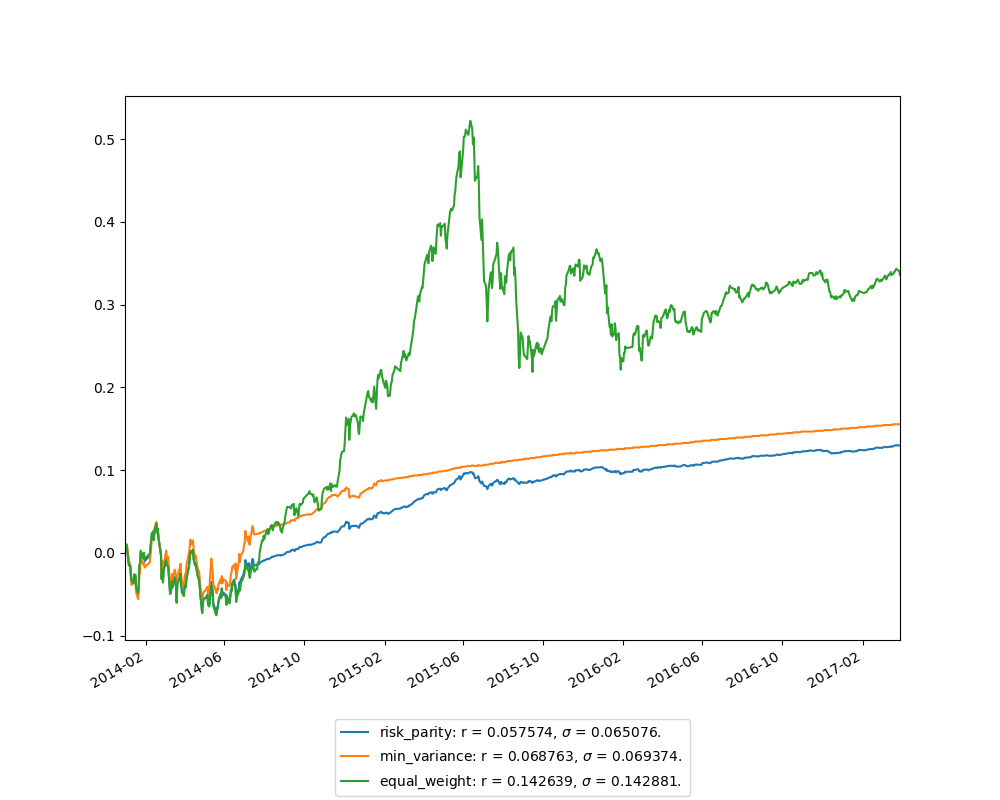 0.5
0.4
0.3
0.2
0.1
0.0
−0.1
2014-02 2014-06 2014-10 2015-02 2015-06 2015-10 2016-02 2016-06 2016-10 2017-02
risk_parity: r = 0.057574, σ = 0.065076.
min_variance: r = 0.068763, σ = 0.069374.
equal_weight: r = 0.142639, σ = 0.142881.